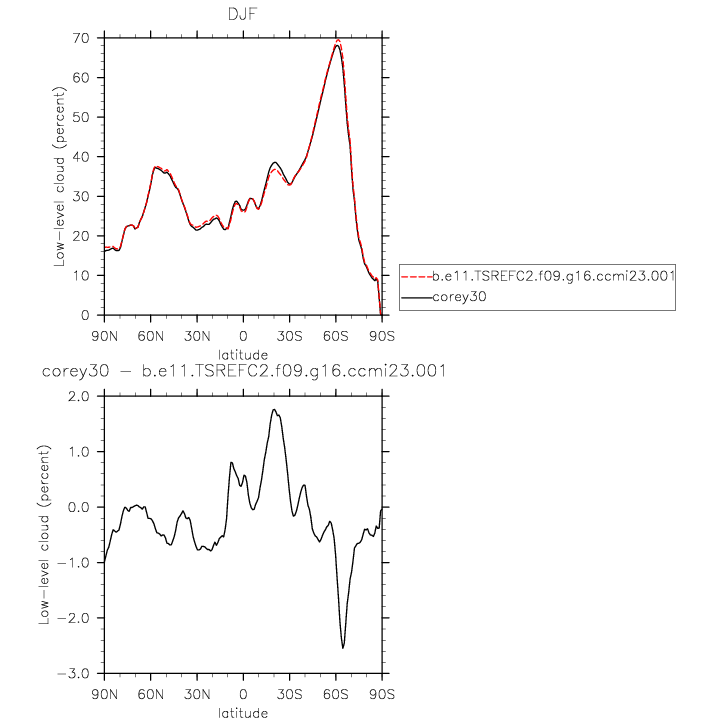 DJF
70
60
50
40
30
20
10
0
Low-level cloud (percent)
90N 60N 30N 0 30S 60S 90S
latitude
b.e11.TSREFC2.f09.g16.ccmi23.001
corey30
corey30 - b.e11.TSREFC2.f09.g16.ccmi23.001
2.0
1.0
0.0
-1.0
-2.0
-3.0
Low-level cloud (percent)
90N 60N 30N 0 30S 60S 90S
latitude